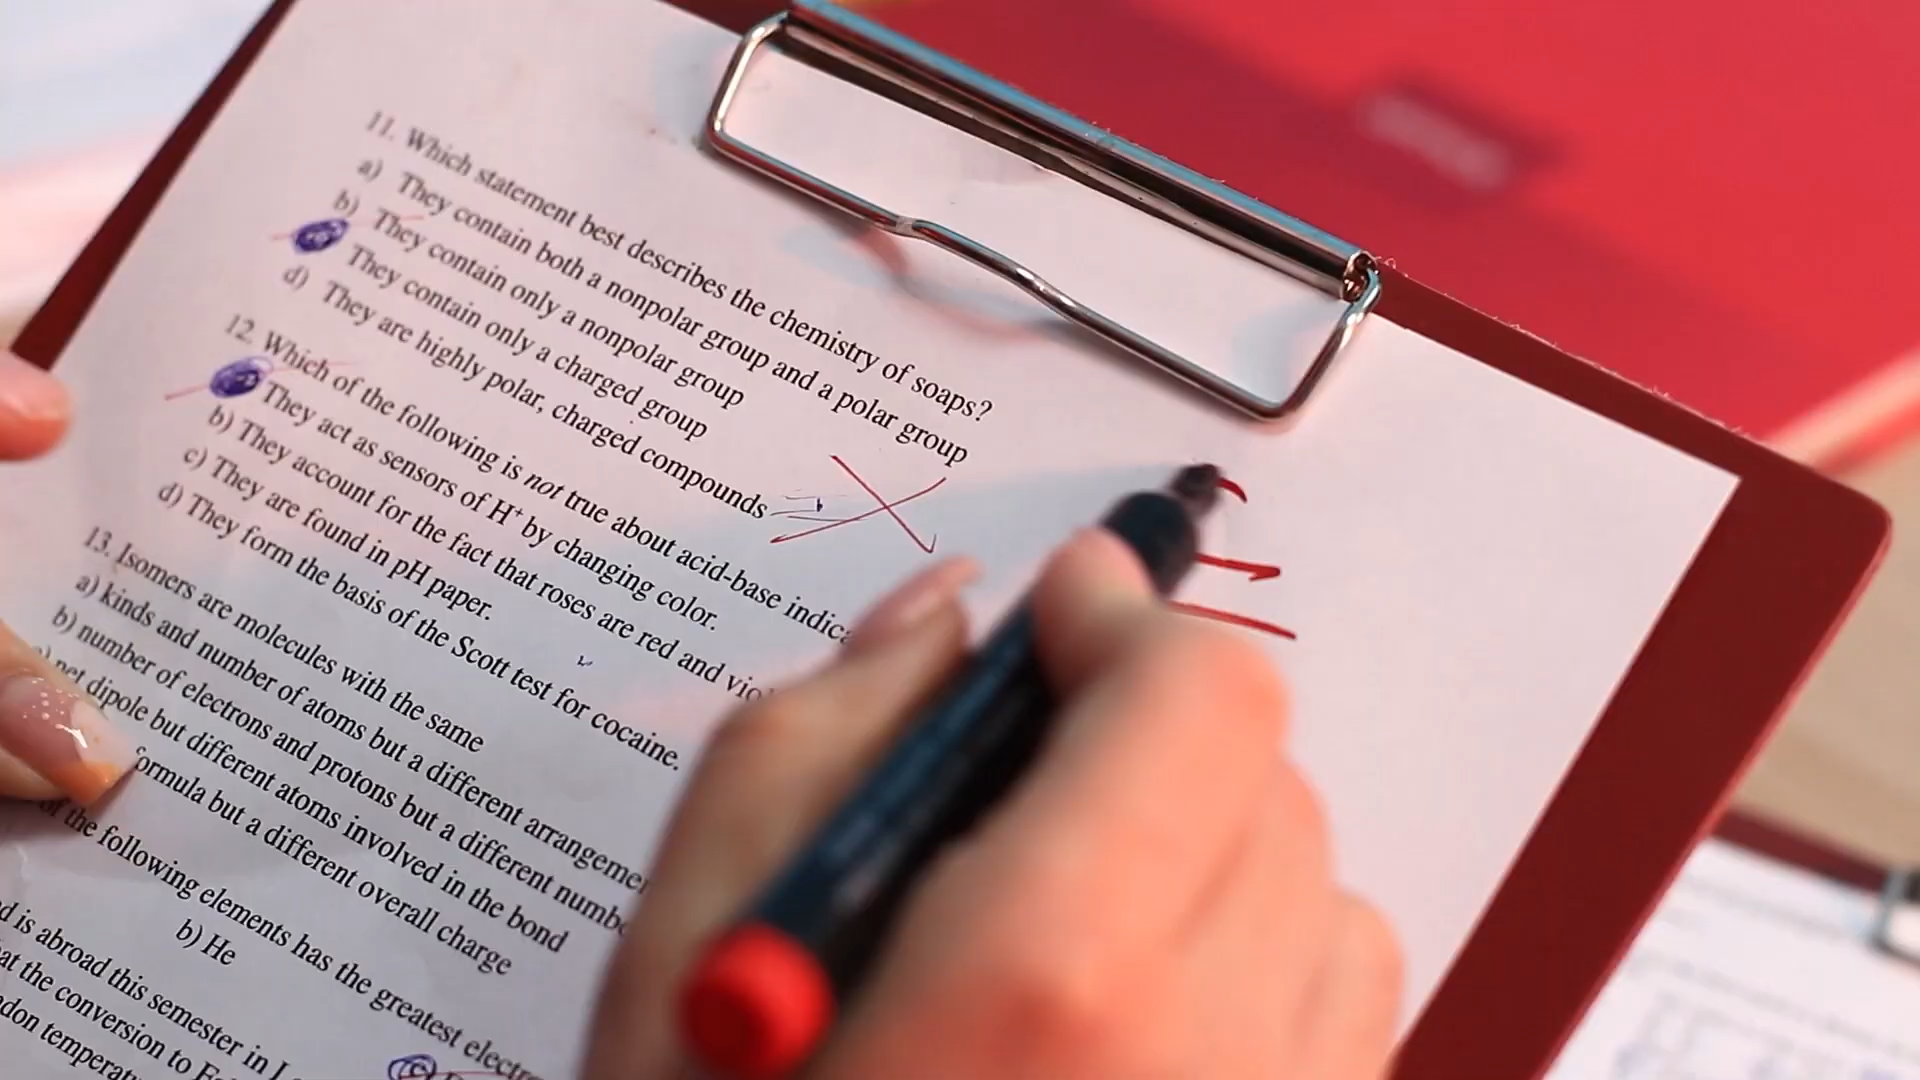 11. Which statement best describes the chemistry of soaps?
a) They contain both a nonpolar group and a polar group
b) They contain only a nonpolar group
They contain only a charged group
d) They are highly polar, charged compounds
12. Which of the following is not true about acid-base indica
They act as sensors of H⁺ by changing color.
b) They account for the fact that roses are red and vio
c) They are found in pH paper.
d) They form the basis of the Scott test for cocaine.
13. Isomers are molecules with the same
a) kinds and number of atoms but a different arrangemen
b) number of electrons and protons but a different numbe
net dipole but different atoms involved in the bond
formula but a different overall charge
of the following elements has the greatest electro
b) He
d is abroad this semester in
at the conversion to
don temperat
c)